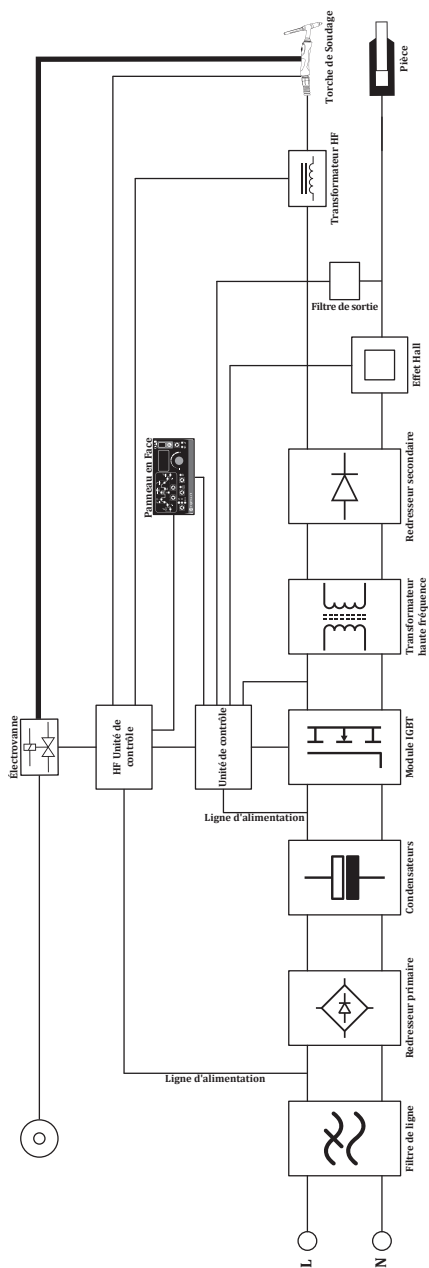 Torche de Soudage
Pièce
Transformateur HF
Filtre de sortie
Effet Hall
Panneau en Face
Redresseur secondaire
Transformateur
haute fréquence
Électrovanne
HF Unité de
contrôle
Unité de contrôle
Module IGBT
Ligne d'alimentation
Condensateurs
Redresseur primaire
Ligne d'alimentation
Filtre de ligne
L
N